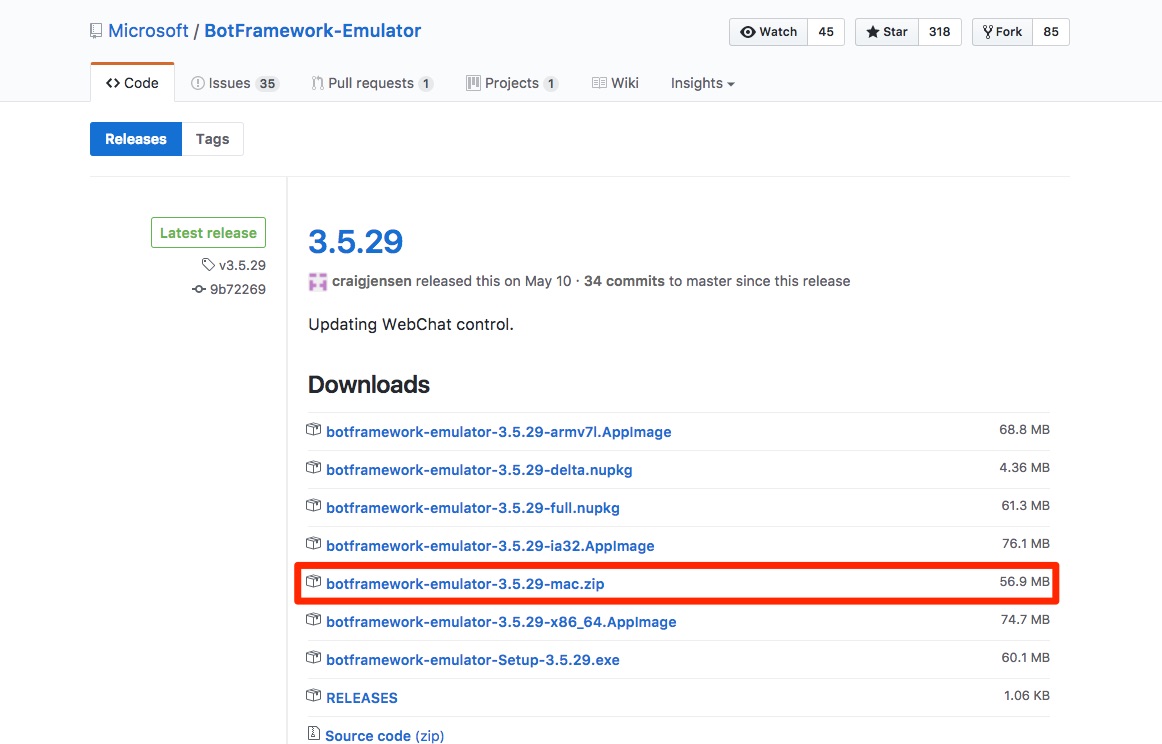 Microsoft / BotFramework-Emulator
Watch 45 Star 318 Fork 85
Code Issues 35 Pull requests 1 Projects 1 Wiki Insights
Releases Tags
Latest release
v3.5.29
9b72269
3.5.29
craigjensen released this on May 10 · 34 commits to master since this release
Updating WebChat control.
Downloads
botframework-emulator-3.5.29-armv7l.AppImage 68.8 MB
botframework-emulator-3.5.29-delta.nupkg 4.36 MB
botframework-emulator-3.5.29-full.nupkg 61.3 MB
botframework-emulator-3.5.29-ia32.AppImage 76.1 MB
botframework-emulator-3.5.29-mac.zip 56.9 MB
botframework-emulator-3.5.29-x86_64.AppImage 74.7 MB
botframework-emulator-Setup-3.5.29.exe 60.1 MB
RELEASES 1.06 KB
Source code (zip)